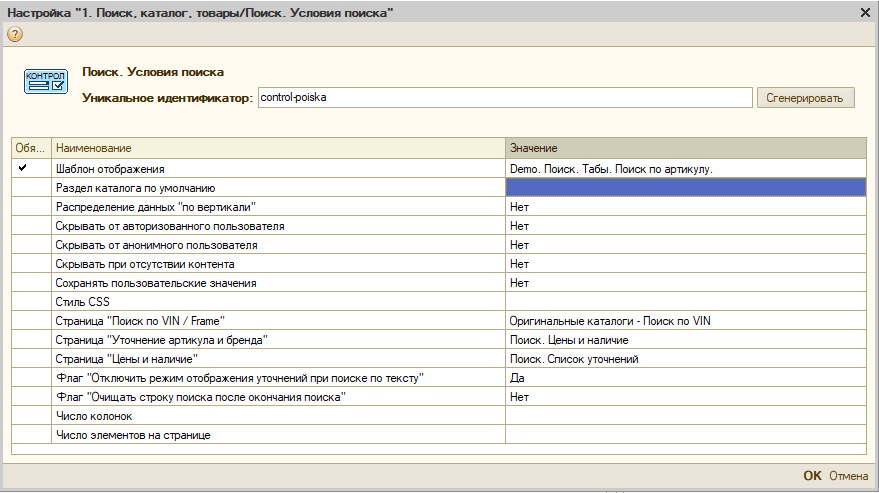 Настройка "1. Поиск, каталог, товары/Поиск. Условия поиска"
?
КОНТРОЛ
Поиск. Условия поиска
Уникальное идентификатор: control-poiska Сгенерировать
Обя... Наименование Значение
Шаблон отображения Demo. Поиск. Табы. Поиск по артикулу.
Раздел каталога по умолчанию
Распределение данных "по вертикали" Нет
Скрывать от авторизованного пользователя Нет
Скрывать от анонимного пользователя Нет
Скрывать при отсутствии контента Нет
Сохранять пользовательские значения Нет
Стиль CSS
Страница "Поиск по VIN / Frame" Оригинальные каталоги - Поиск по VIN
Страница "Уточнение артикула и бренда" Поиск. Цены и наличие
Страница "Цены и наличие" Поиск. Список уточнений
Флаг "Отключить режим отображения уточнений при поиске по тексту" Да
Флаг "Очищать строку поиска после окончания поиска" Нет
Число колонок
Число элементов на странице
OK Отмена